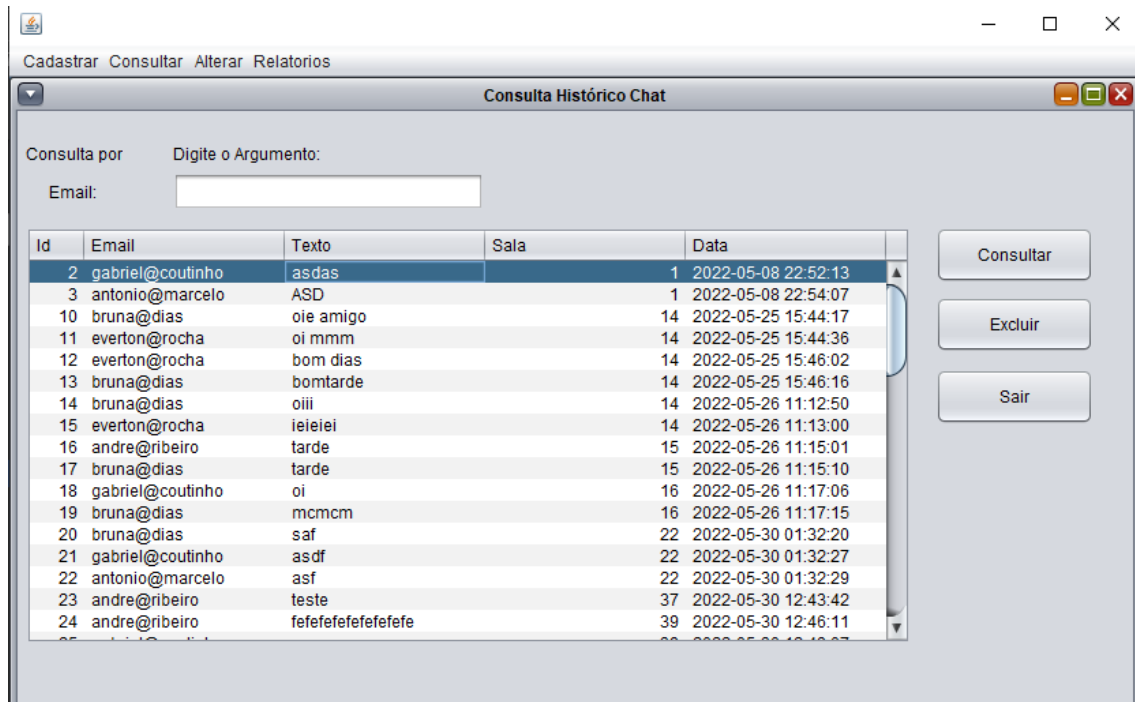 Cadastrar Consultar Alterar Relatorios
Consulta Histórico Chat
Consulta por Digite o Argumento:
Email:
Id Email Texto Sala Data
2 gabriel@coutinho asdas 1 2022-05-08 22:52:13
3 antonio@marcelo ASD 1 2022-05-08 22:54:07
10 bruna@dias oie amigo 14 2022-05-25 15:44:17
11 everton@rocha oi mmm 14 2022-05-25 15:44:36
12 everton@rocha bom dias 14 2022-05-25 15:46:02
13 bruna@dias bomtarde 14 2022-05-25 15:46:16
14 bruna@dias oiii 14 2022-05-26 11:12:50
15 everton@rocha ieieiei 14 2022-05-26 11:13:00
16 andre@ribeiro tarde 15 2022-05-26 11:15:01
17 bruna@dias tarde 15 2022-05-26 11:15:10
18 gabriel@coutinho oi 16 2022-05-26 11:17:06
19 bruna@dias mcmcm 16 2022-05-26 11:17:15
20 bruna@dias saf 22 2022-05-30 01:32:20
21 gabriel@coutinho asdf 22 2022-05-30 01:32:27
22 antonio@marcelo asf 22 2022-05-30 01:32:29
23 andre@ribeiro teste 37 2022-05-30 12:43:42
24 andre@ribeiro fefefefefefefefe 39 2022-05-30 12:46:11
Consultar
Excluir
Sair